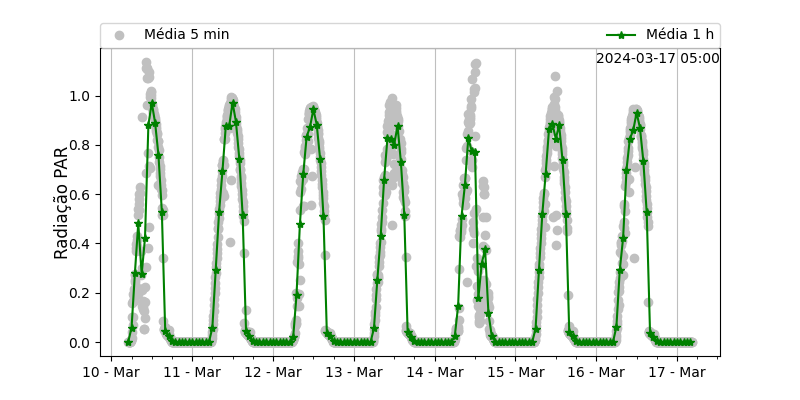 Média 5 min
Média 1 h
2024-03-17 05:00
Radiação PAR
1.0
0.8
0.6
0.4
0.2
0.0
10 - Mar
11 - Mar
12 - Mar
13 - Mar
14 - Mar
15 - Mar
16 - Mar
17 - Mar